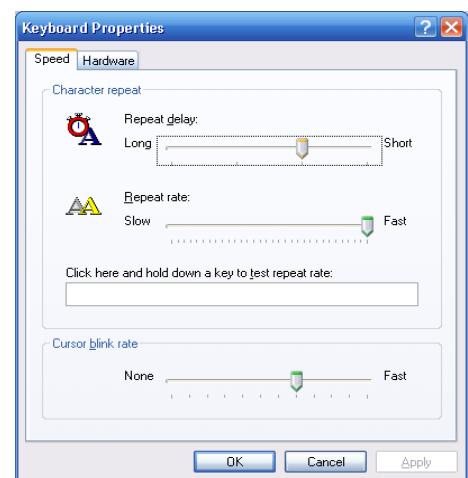 Keyboard Properties
Speed Hardware
Character repeat
Repeat delay:
Long Short
Repeat rate:
Slow Fast
Click here and hold down a key to test repeat rate:
Cursor blink rate
None Fast
OK Cancel Apply